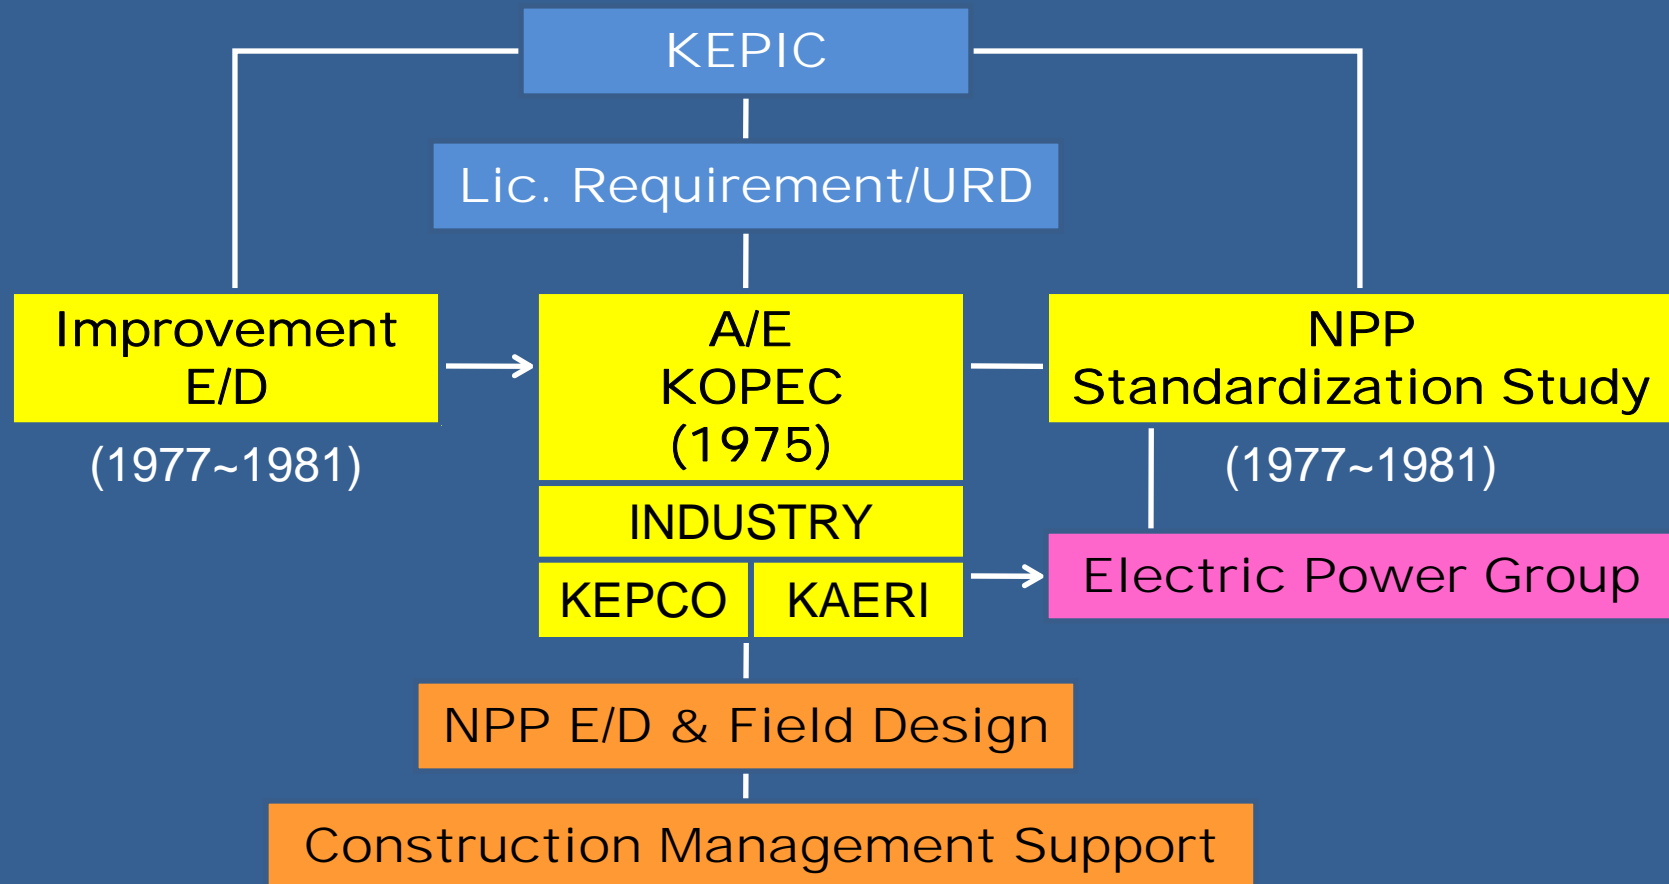 KEPIC
Lic. Requirement/URD
Improvement
E/D
(1977~1981)
A/E
KOPEC
(1975)
INDUSTRY
KEPCO
KAERI
NPP
Standardization Study
(1977~1981)
Electric Power Group
NPP E/D & Field Design
Construction Management Support